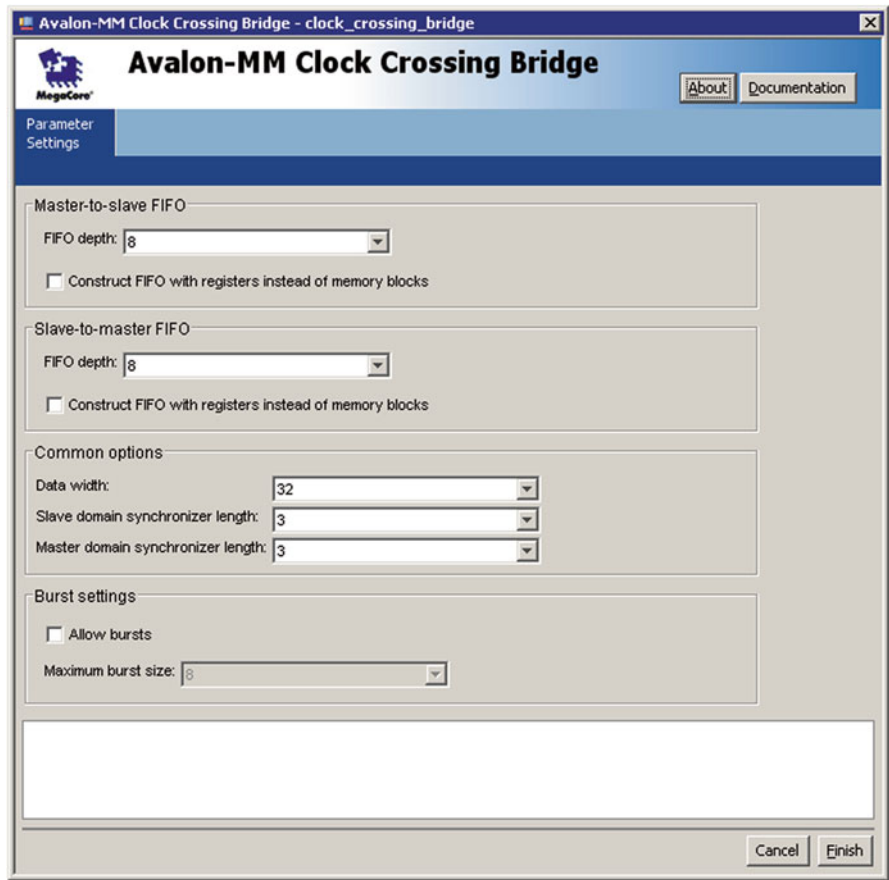 Avalon-MM Clock Crossing Bridge - clock_crossing_bridge
MegaCore®
Avalon-MM Clock Crossing Bridge
About
Documentation
Parameter
Settings
Master-to-slave FIFO
FIFO depth: 8
Construct FIFO with registers instead of memory blocks
Slave-to-master FIFO
FIFO depth: 8
Construct FIFO with registers instead of memory blocks
Common options
Data width: 32
Slave domain synchronizer length: 3
Master domain synchronizer length: 3
Burst settings
Allow bursts
Maximum burst size: 8
Cancel
Finish